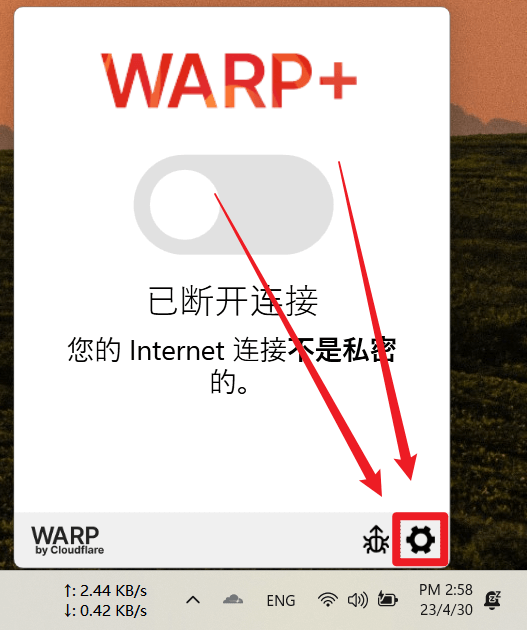 WARP+
已断开连接
您的 Internet 连接不是私密
的。
WARP
by Cloudflare
↑: 2.44 KB/s
↓: 0.42 KB/s
ENG
PM 2:58
23/4/30